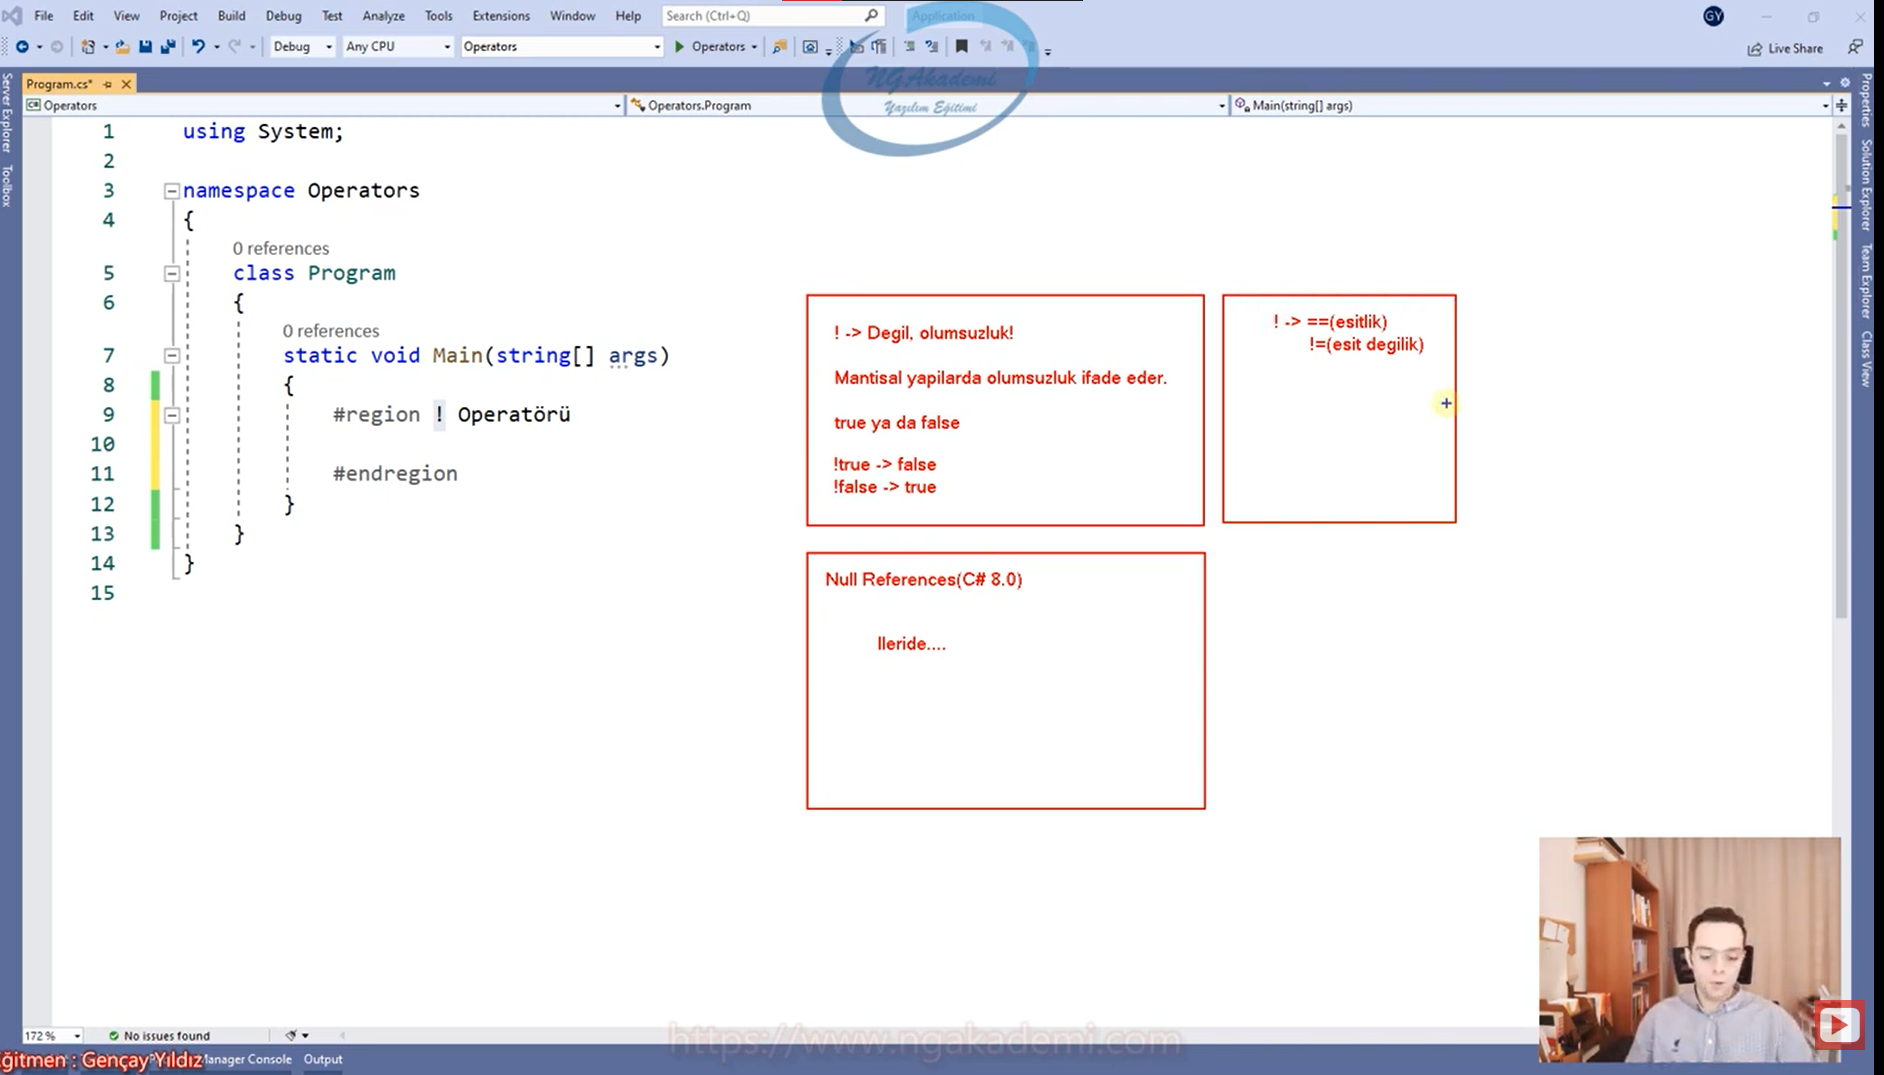 File Edit View Project Build Debug Test Analyze Tools Extensions Window Help Search (Ctrl+Q) Application GY
Debug Any CPU Operators Operators Live Share
NGAkademi
Yazılım Eğitimi
Program.cs*
Operators Operators.Program Main(string[] args)
Server Explorer
Toolbox
Properties
Solution Explorer
Team Explorer
Class View
1 using System;
2
3 namespace Operators
4 {
0 references
5 class Program
6 {
0 references
7 static void Main(string[] args)
8 {
9 #region ! Operatörü
10
11 #endregion
12 }
13 }
14 }
15
! -> Degil, olumsuzluk!
Mantisal yapilarda olumsuzluk ifade eder.
true ya da false
!true -> false
!false -> true
! -> ==(esitlik)
!=(esit degilik)
Null References(C# 8.0)
Ileride....
172 % No issues found
https://www.ngakademi.com
ğitmen : Gençay Yıldız Manager Console Output